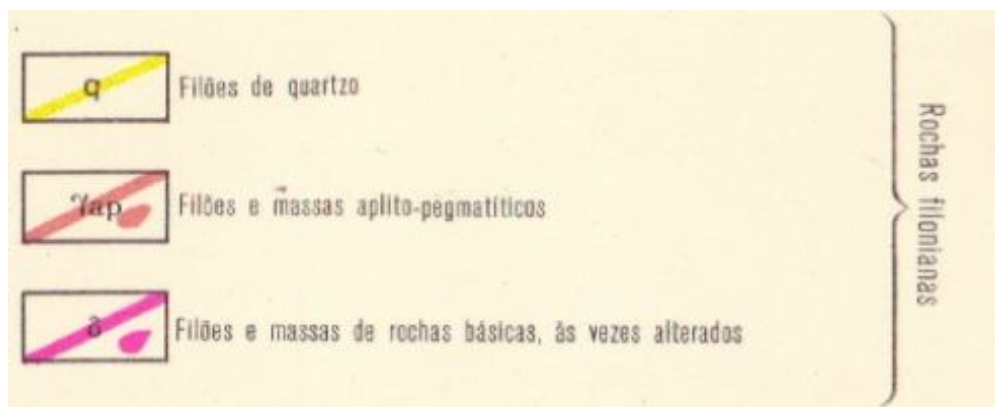 q Filões de quartzo
γap Filões e massas aplito-pegmatíticos
δ Filões e massas de rochas básicas, às vezes alterados
Rochas filonianas